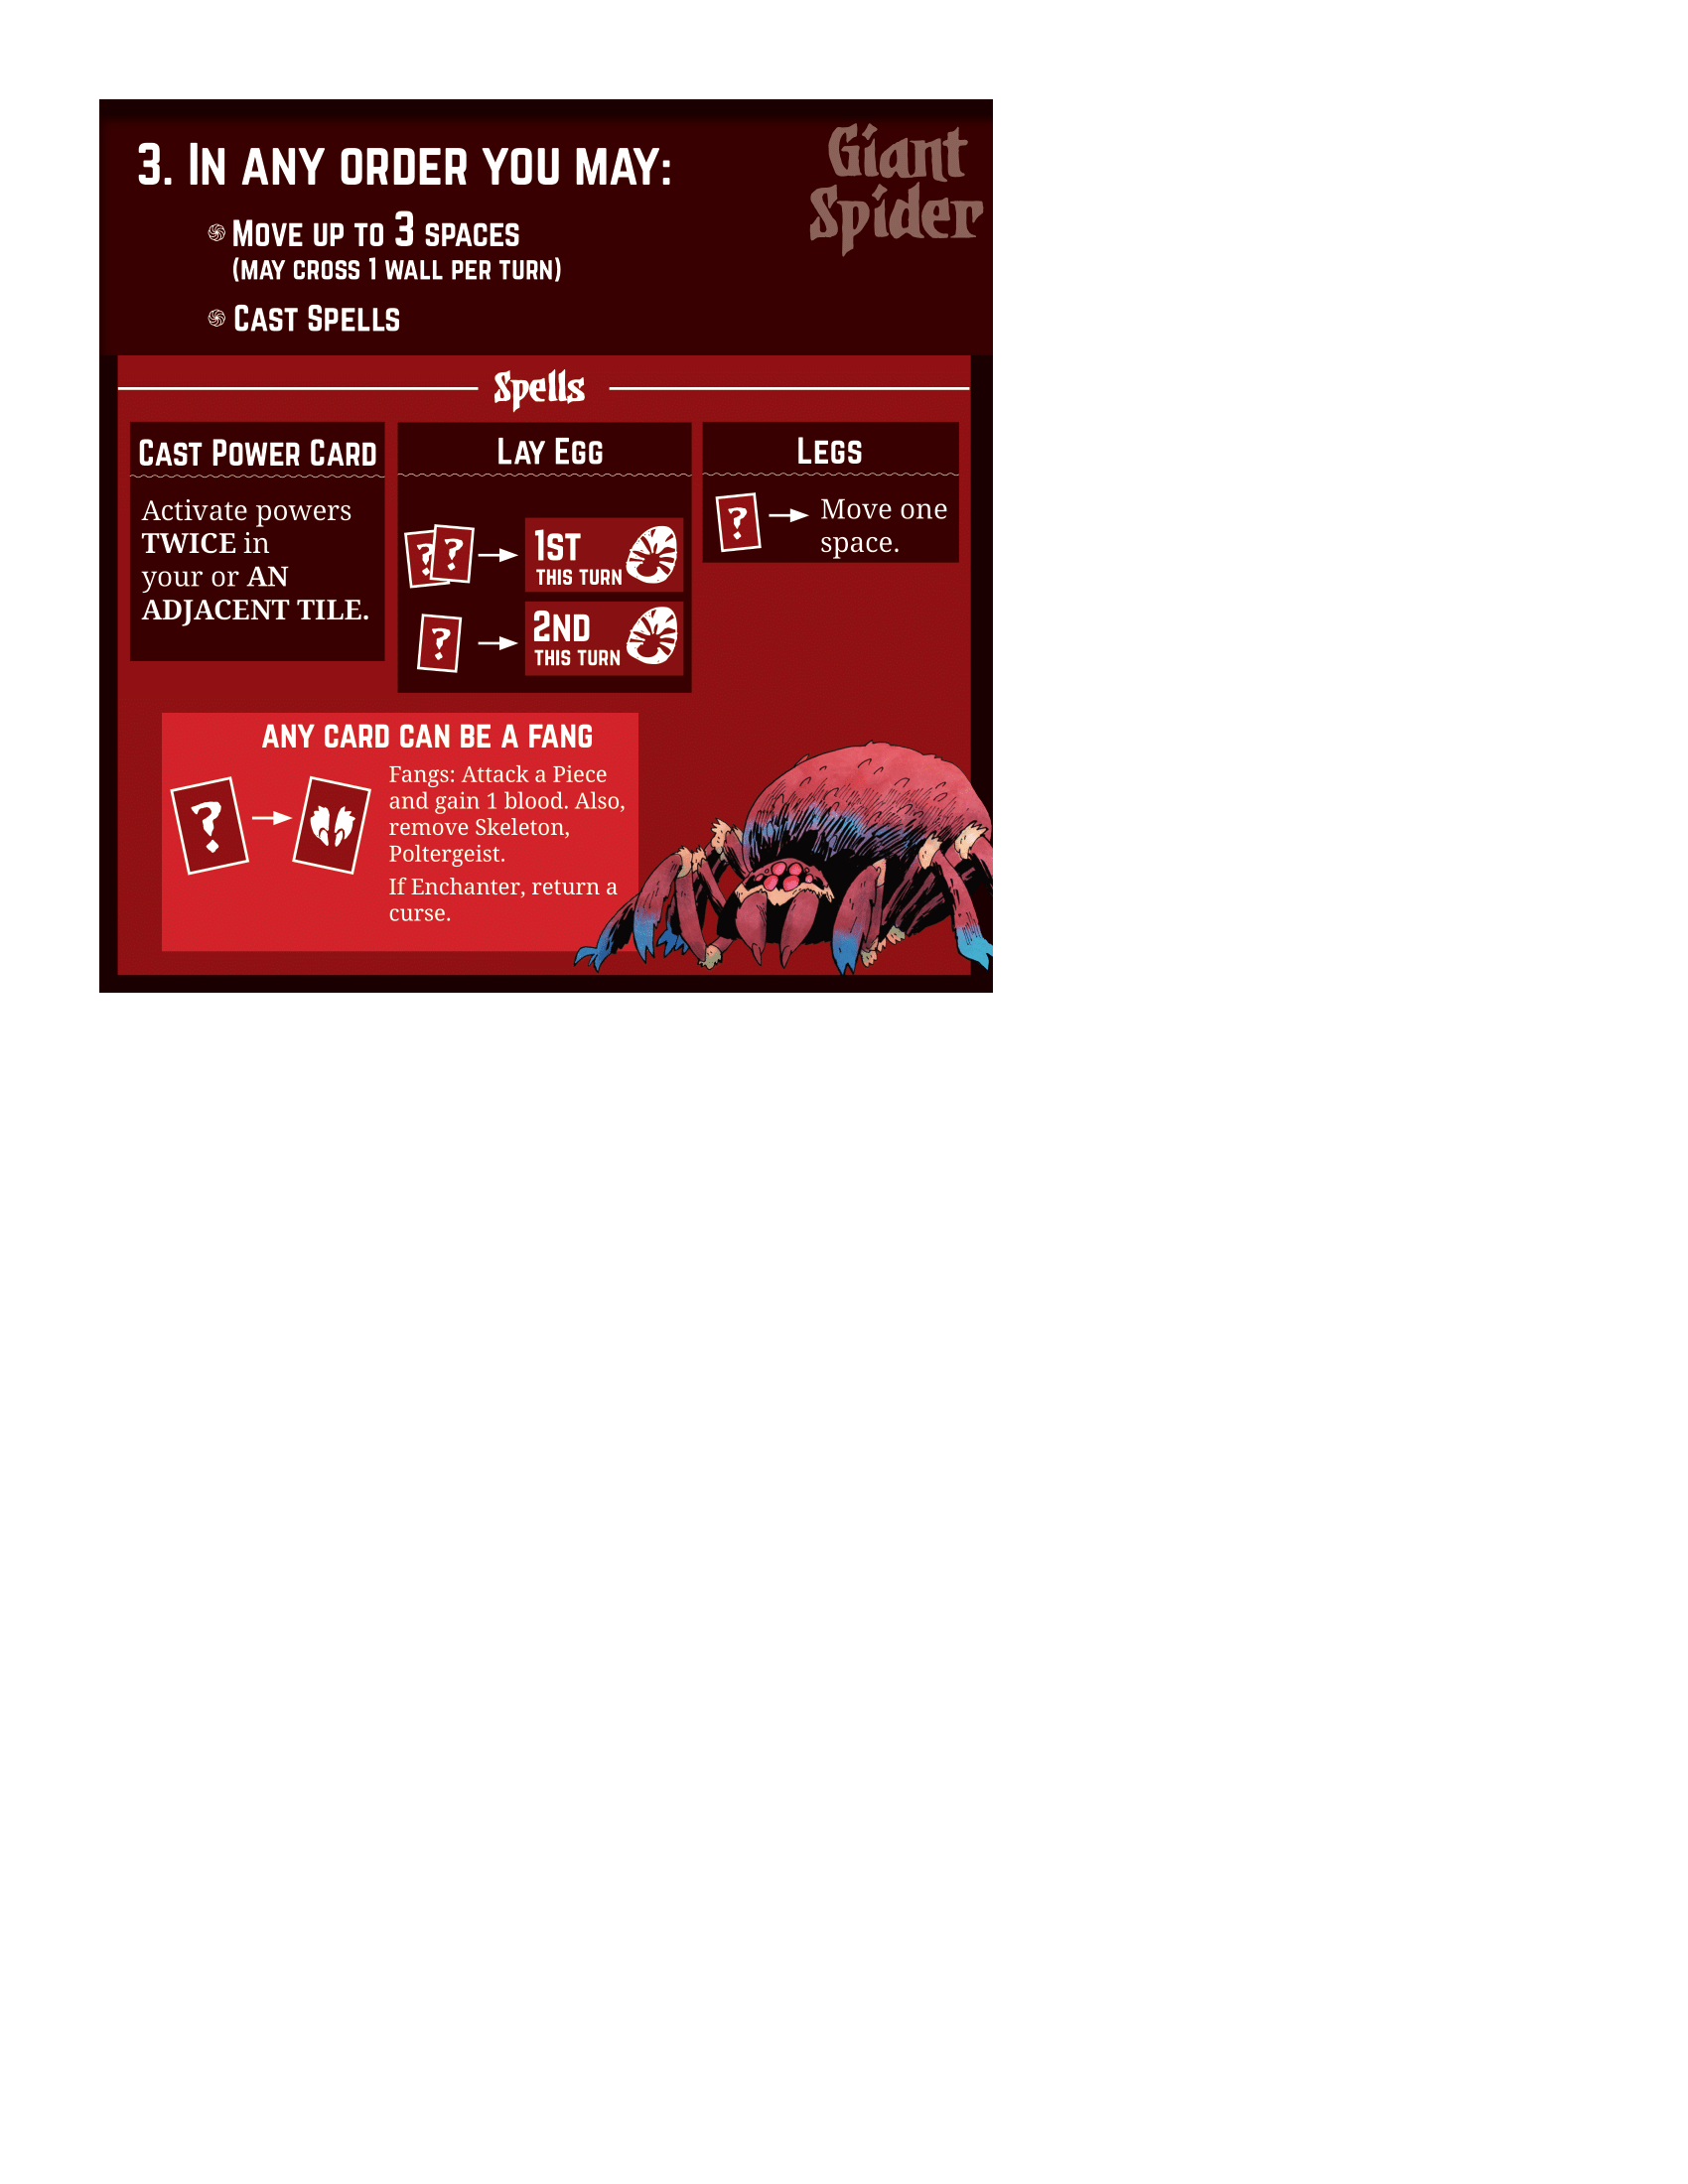 3. In any order you may:
Giant
Spider
Move up to 3 spaces
(may cross 1 wall per turn)
Cast Spells
Spells
Cast Power Card
Activate powers
TWICE in
your or AN
ADJACENT TILE.
Lay Egg
? ?
1st
this turn
?
2nd
this turn
Legs
?
Move one
space.
any card can be a fang
?
Fangs: Attack a Piece
and gain 1 blood. Also,
remove Skeleton,
Poltergeist.
If Enchanter, return a
curse.